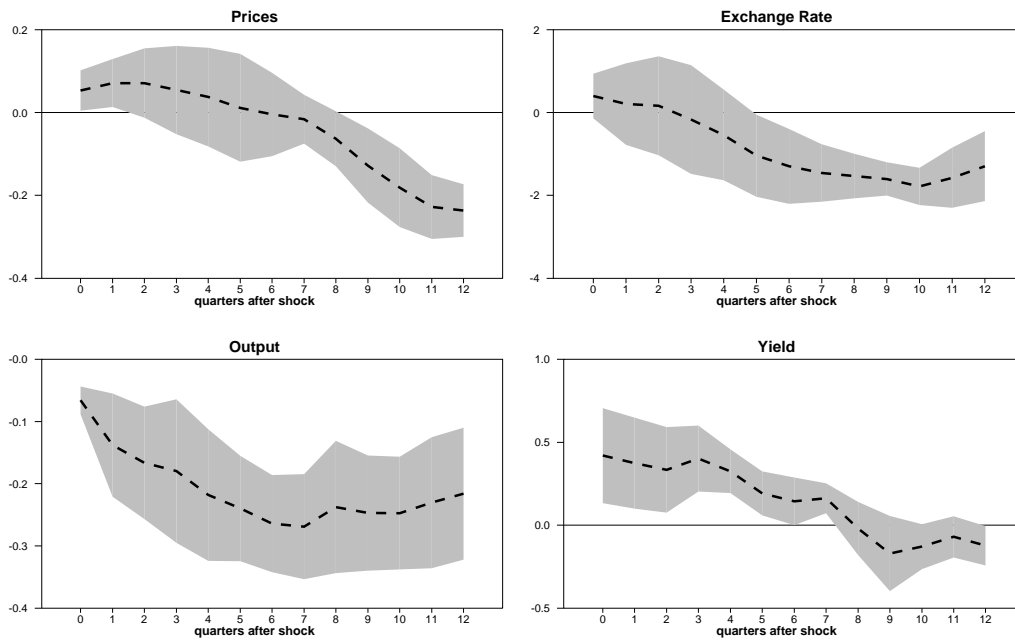 Prices
0.2
0.0
-0.2
-0.4
0 1 2 3 4 5 6 7 8 9 10 11 12
quarters after shock
Exchange Rate
2
0
-2
-4
0 1 2 3 4 5 6 7 8 9 10 11 12
quarters after shock
Output
-0.0
-0.1
-0.2
-0.3
-0.4
0 1 2 3 4 5 6 7 8 9 10 11 12
quarters after shock
Yield
1.0
0.5
0.0
-0.5
0 1 2 3 4 5 6 7 8 9 10 11 12
quarters after shock